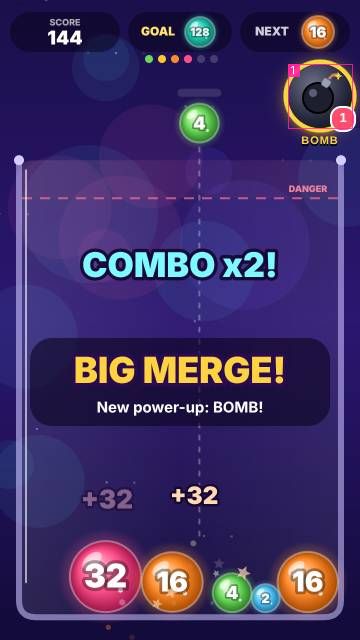 SCORE
144
GOAL
128
NEXT
16
1
1
BOMB
4
DANGER
COMBO x2!
BIG MERGE!
New power-up: BOMB!
+32
+32
32
16
4
2
16